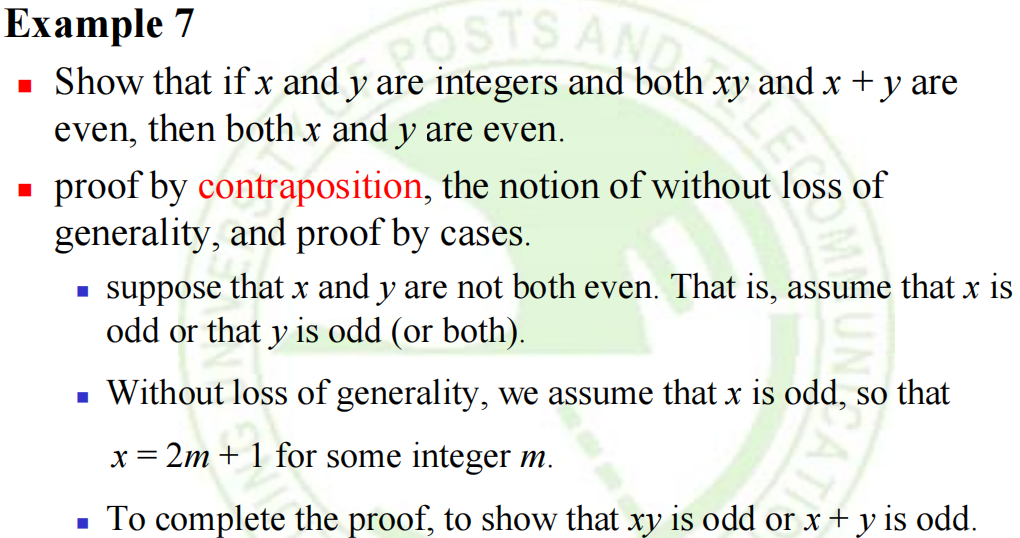 Example 7
▪ Show that if x and y are integers and both xy and x + y are
even, then both x and y are even.
▪ proof by contraposition, the notion of without loss of
generality, and proof by cases.
▪ suppose that x and y are not both even. That is, assume that x is
odd or that y is odd (or both).
▪ Without loss of generality, we assume that x is odd, so that
x = 2m + 1 for some integer m.
▪ To complete the proof, to show that xy is odd or x + y is odd.
POSTS AND TELECOMMUNICATIO